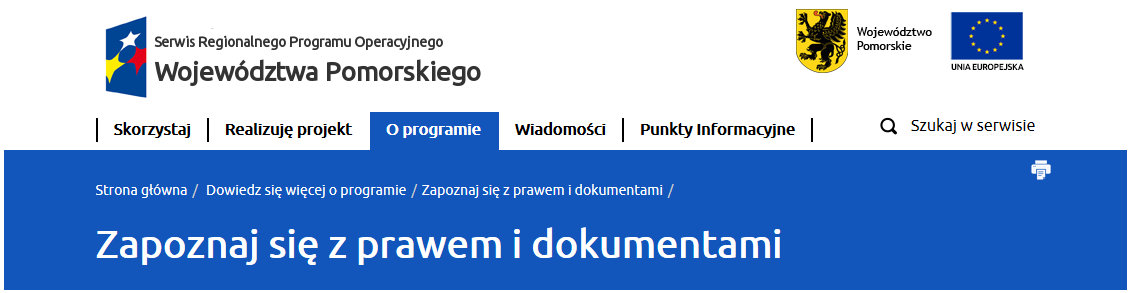 Serwis Regionalnego Programu Operacyjnego
Województwa Pomorskiego
Województwo
Pomorskie
UNIA EUROPEJSKA
Skorzystaj
Realizuję projekt
O programie
Wiadomości
Punkty Informacyjne
Szukaj w serwisie
Strona główna / Dowiedz się więcej o programie / Zapoznaj się z prawem i dokumentami /
Zapoznaj się z prawem i dokumentami